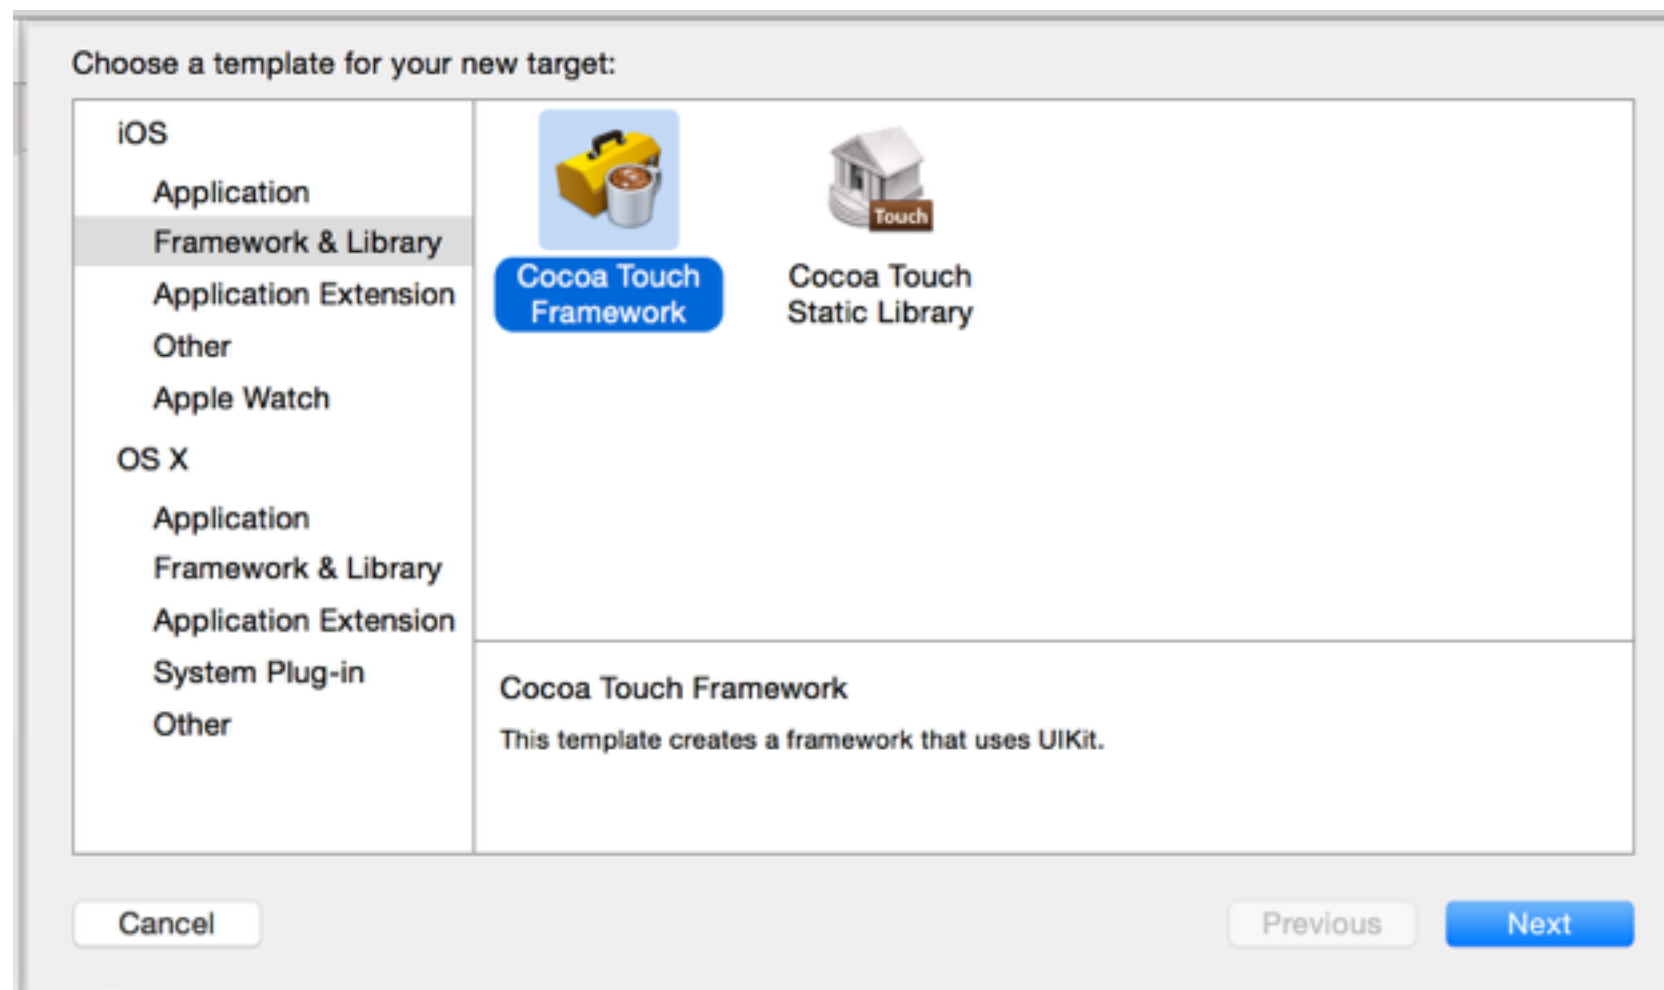 Choose a template for your new target:
iOS
Application
Framework & Library
Application Extension
Other
Apple Watch
OS X
Application
Framework & Library
Application Extension
System Plug-in
Other
Cocoa Touch
Framework
Touch
Cocoa Touch
Static Library
Cocoa Touch Framework
This template creates a framework that uses UIKit.
Cancel
Previous
Next